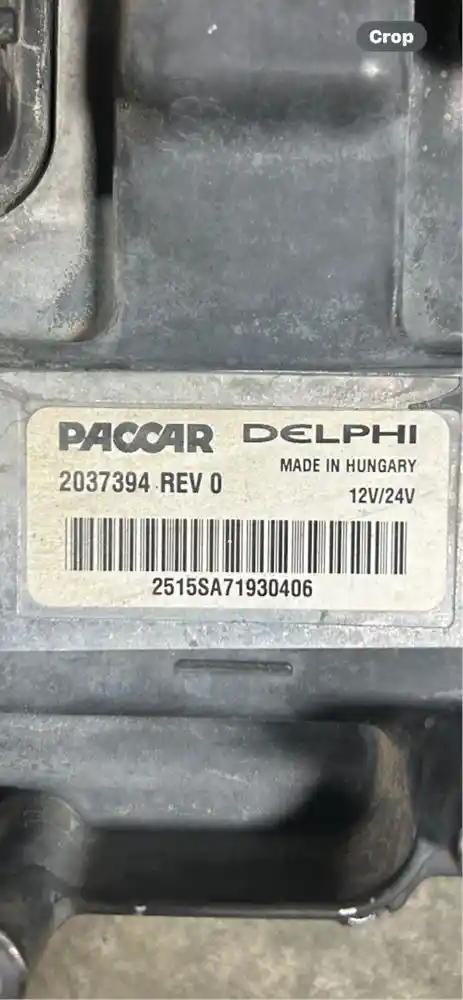 Crop
PACCAR DELPHI
MADE IN HUNGARY
2037394 REV 0
12V/24V
2515SA71930406